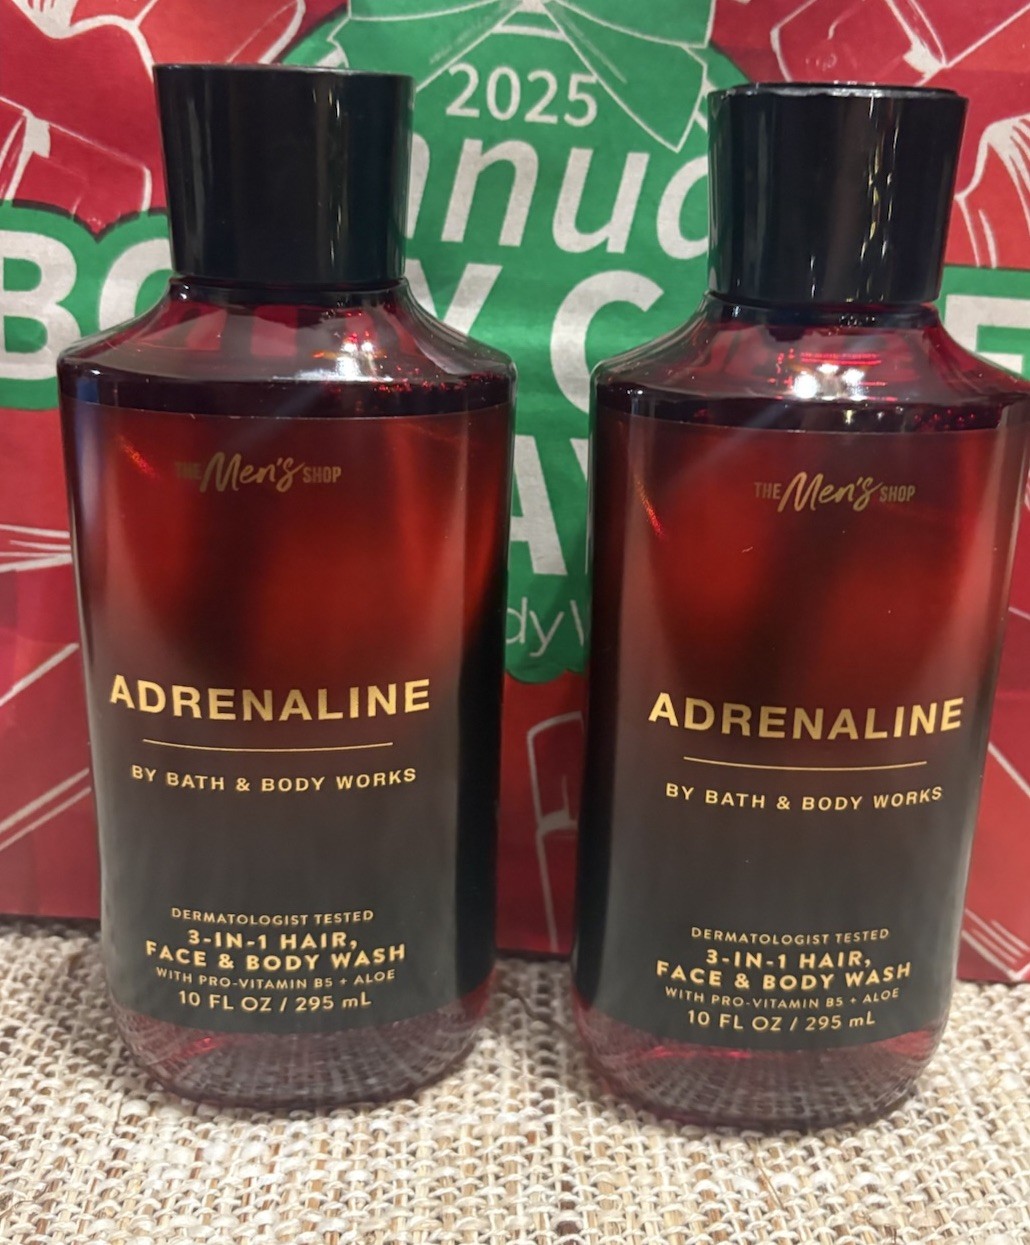 2025
THE Men's SHOP
ADRENALINE
BY BATH & BODY WORKS
DERMATOLOGIST TESTED
3-IN-1 HAIR,
FACE & BODY WASH
WITH PRO-VITAMIN B5 + ALOE
10 FL OZ / 295 mL
THE Men's SHOP
ADRENALINE
BY BATH & BODY WORKS
DERMATOLOGIST TESTED
3-IN-1 HAIR,
FACE & BODY WASH
WITH PRO-VITAMIN B5 + ALOE
10 FL OZ / 295 mL